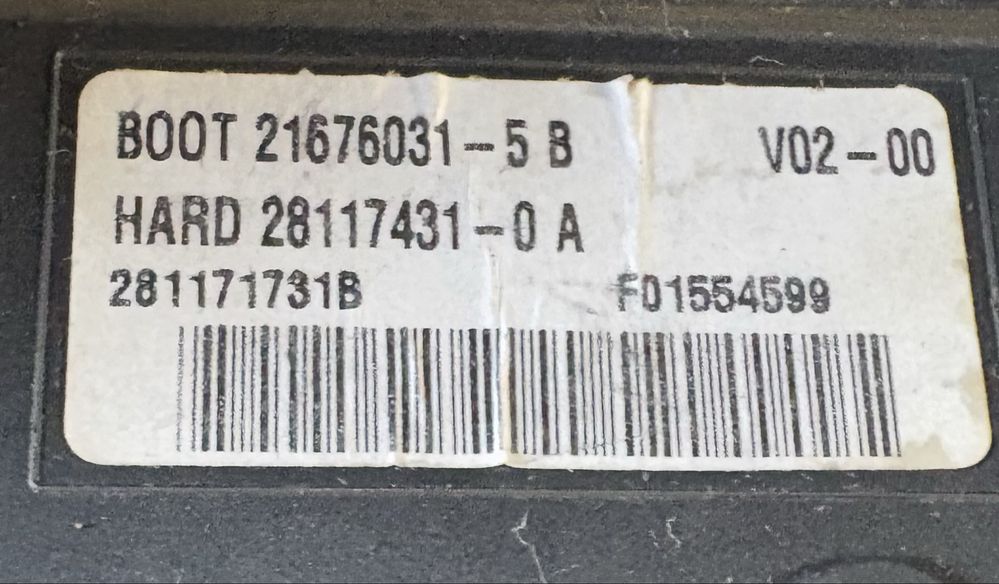 BOOT 21676031-5 B V02-00
HARD 28117431-0 A
281171731B F01554599